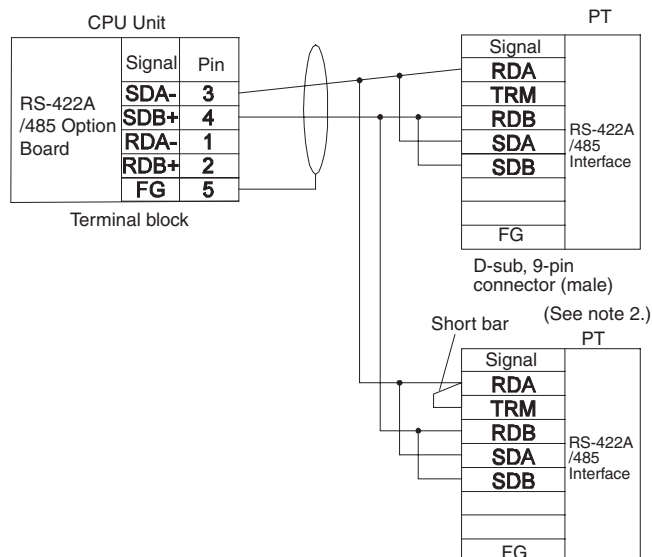 CPU Unit
RS-422A
/485 Option
Board
Signal Pin
SDA- 3
SDB+ 4
RDA- 1
RDB+ 2
FG 5
Terminal block
PT
Signal
RDA
TRM
RDB
SDA
SDB
FG
RS-422A
/485
Interface
D-sub, 9-pin
connector (male)
(See note 2.)
Short bar
PT
Signal
RDA
TRM
RDB
SDA
SDB
FG
RS-422A
/485
Interface